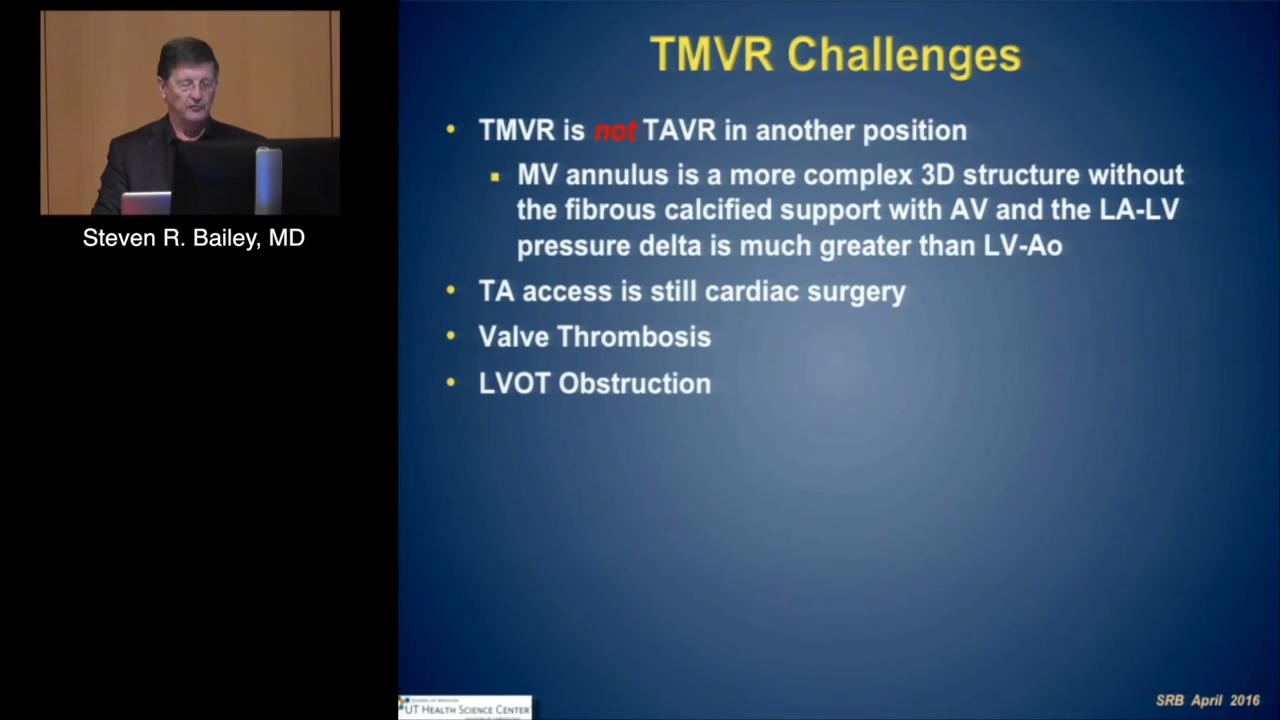 TMVR Challenges
• TMVR is not TAVR in another position
▪ MV annulus is a more complex 3D structure without
the fibrous calcified support with AV and the LA-LV
pressure delta is much greater than LV-Ao
• TA access is still cardiac surgery
• Valve Thrombosis
• LVOT Obstruction
Steven R. Bailey, MD
UT HEALTH SCIENCE CENTER
SRB April 2016